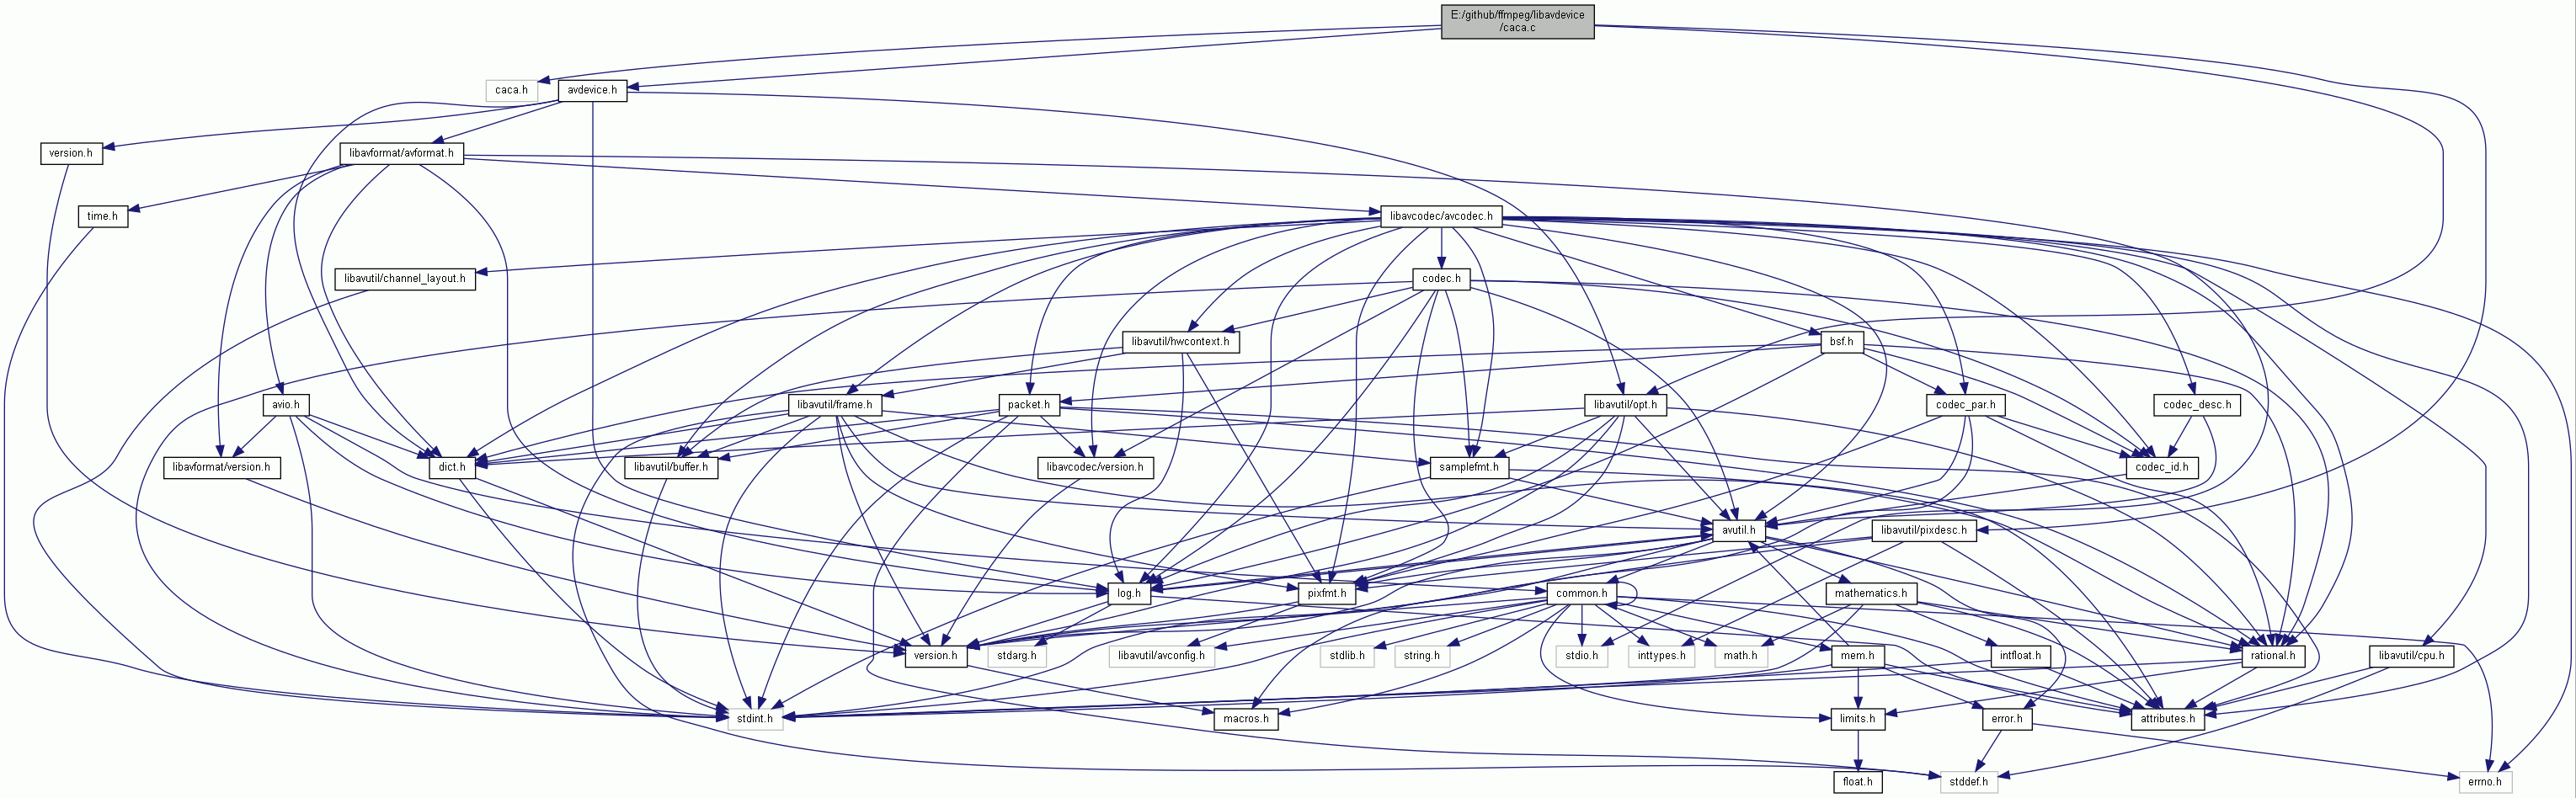 E:/github/ffmpeg/libavdevice
/caca.c
caca.h
avdevice.h
version.h
libavformat/avformat.h
time.h
libavcodec/avcodec.h
libavutil/channel_layout.h
codec.h
libavutil/hwcontext.h
bsf.h
avio.h
libavutil/frame.h
packet.h
libavutil/opt.h
codec_par.h
codec_desc.h
libavformat/version.h
dict.h
libavutil/buffer.h
libavcodec/version.h
samplefmt.h
codec_id.h
avutil.h
libavutil/pixdesc.h
log.h
pixfmt.h
common.h
mathematics.h
version.h
stdarg.h
libavutil/avconfig.h
stdlib.h
string.h
stdio.h
inttypes.h
math.h
mem.h
intfloat.h
rational.h
libavutil/cpu.h
stdint.h
macros.h
limits.h
error.h
attributes.h
float.h
stddef.h
errno.h